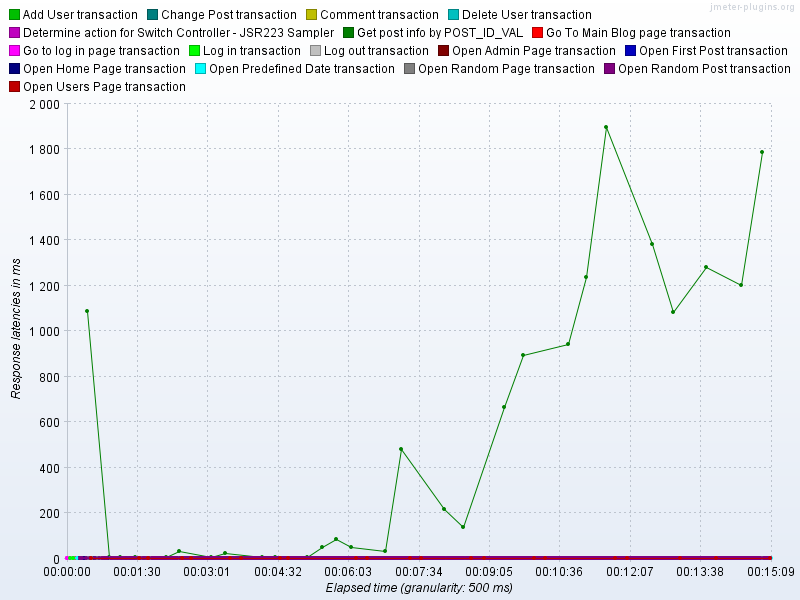 jmeter-plugins.org
Add User transaction Change Post transaction Comment transaction Delete User transaction
Determine action for Switch Controller - JSR223 Sampler Get post info by POST_ID_VAL Go To Main Blog page transaction
Go to log in page transaction Log in transaction Log out transaction Open Admin Page transaction Open First Post transaction
Open Home Page transaction Open Predefined Date transaction Open Random Page transaction Open Random Post transaction
Open Users Page transaction
2 000
1 800
1 600
1 400
1 200
1 000
800
600
400
200
0
Response latencies in ms
00:00:00 00:01:30 00:03:01 00:04:32 00:06:03 00:07:34 00:09:05 00:10:36 00:12:07 00:13:38 00:15:09
Elapsed time (granularity: 500 ms)